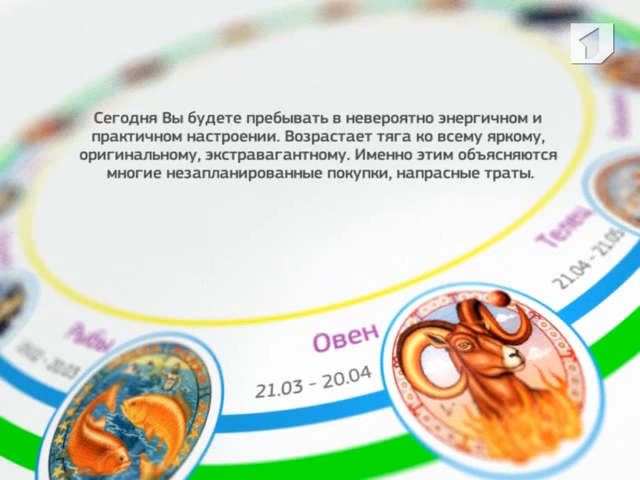 Сегодня Вы будете пребывать в невероятно энергичном и
практичном настроении. Возрастает тяга ко всему яркому,
оригинальному, экстравагантному. Именно этим объясняются
многие незапланированные покупки, напрасные траты.
Телец
21.04 - 21.05
Овен
21.03 - 20.04
Рыбы
1